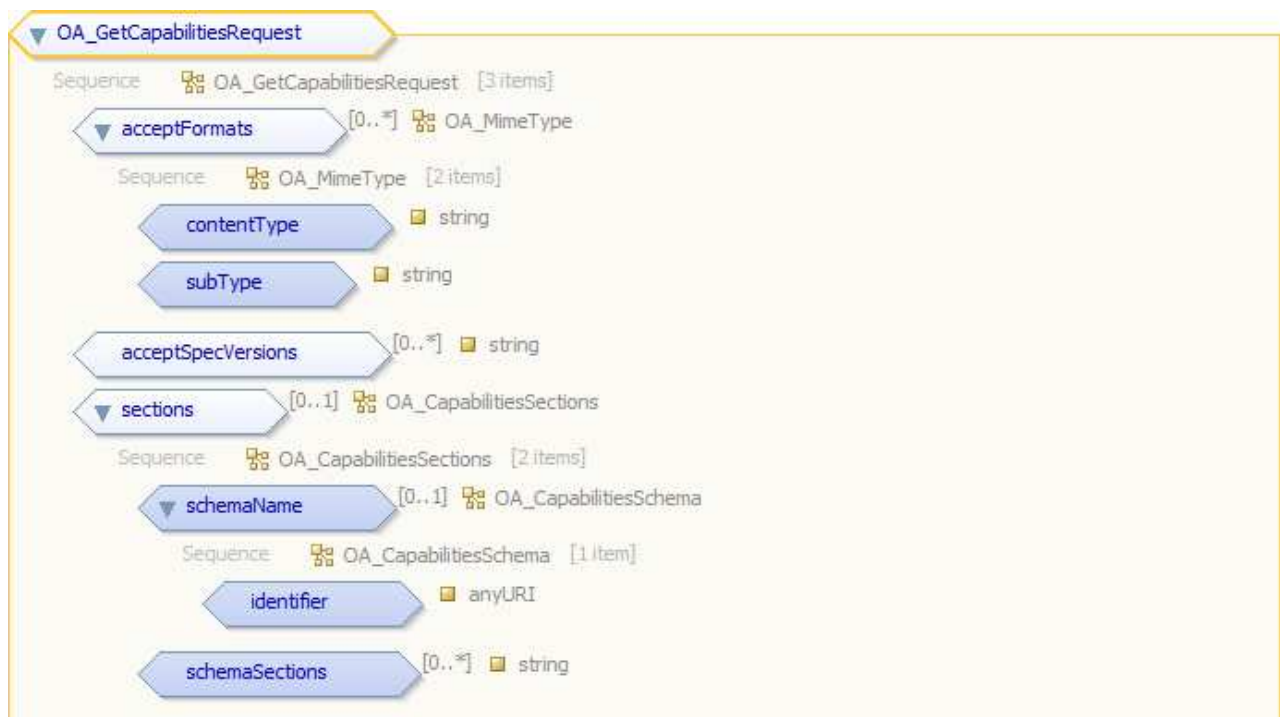 OA_GetCapabilitiesRequest
Sequence OA_GetCapabilitiesRequest [3 items]
acceptFormats [0..*] OA_MimeType
Sequence OA_MimeType [2 items]
contentType string
subType string
acceptSpecVersions [0..*] string
sections [0..1] OA_CapabilitiesSections
Sequence OA_CapabilitiesSections [2 items]
schemaName [0..1] OA_CapabilitiesSchema
Sequence OA_CapabilitiesSchema [1 item]
identifier anyURI
schemaSections [0..*] string